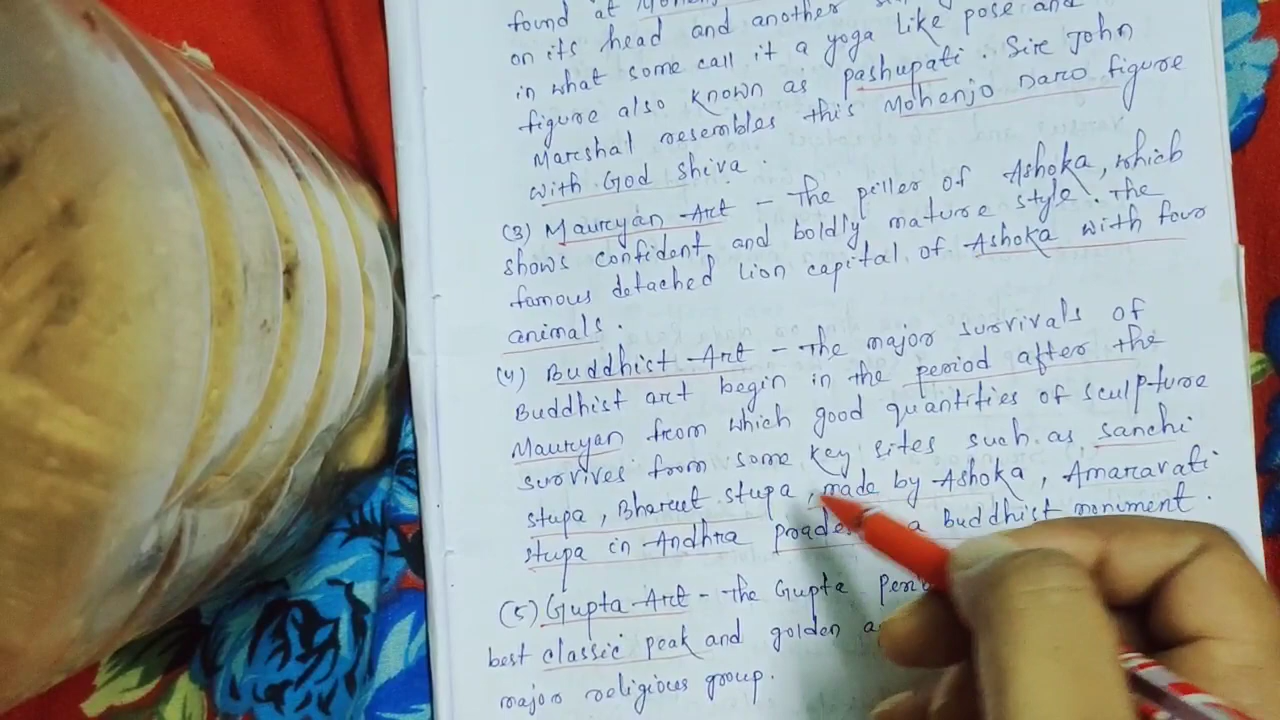 found at
on its head and another
in what some call it a yoga like pose and
figure also known as pashupati. Sir John
Marshal resembles this Mohenjo Daro figure
with God Shiva.
(3) Mauryan Art - The piller of Ashoka, which
shows confident and boldly mature style. The
famous detached lion capital of Ashoka with four
animals.
(4) Buddhist Art - The major survivals of
Buddhist art begin in the period after the
Mauryan from which good quantities of sculpture
survives from some key sites such as Sanchi
stupa, Bharut stupa, made by Ashoka, Amaravati
stupa in Andhra a Buddhist monument.
(5) Gupta Art - The Gupta
best classic peak and golden
major religious group.